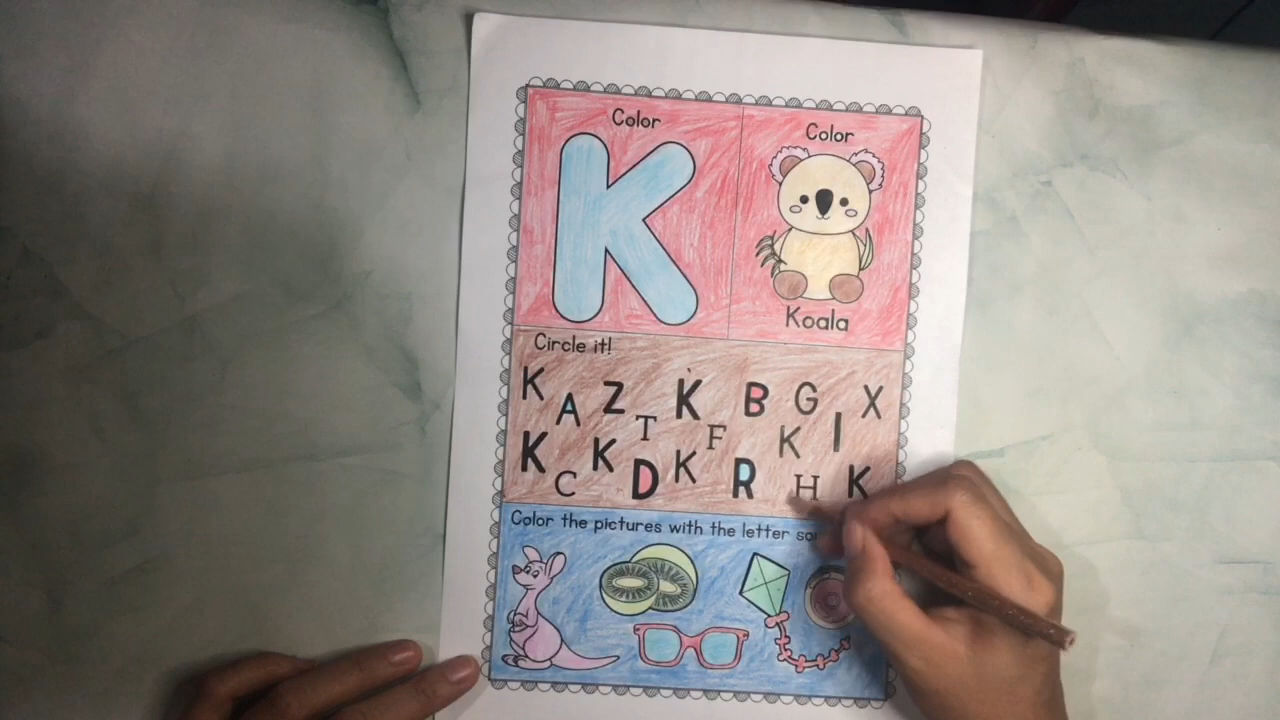 Color
Color
K
Koala
Circle it!
K A Z T K F B G K I X
K C K D K R H K
Color the pictures with the letter